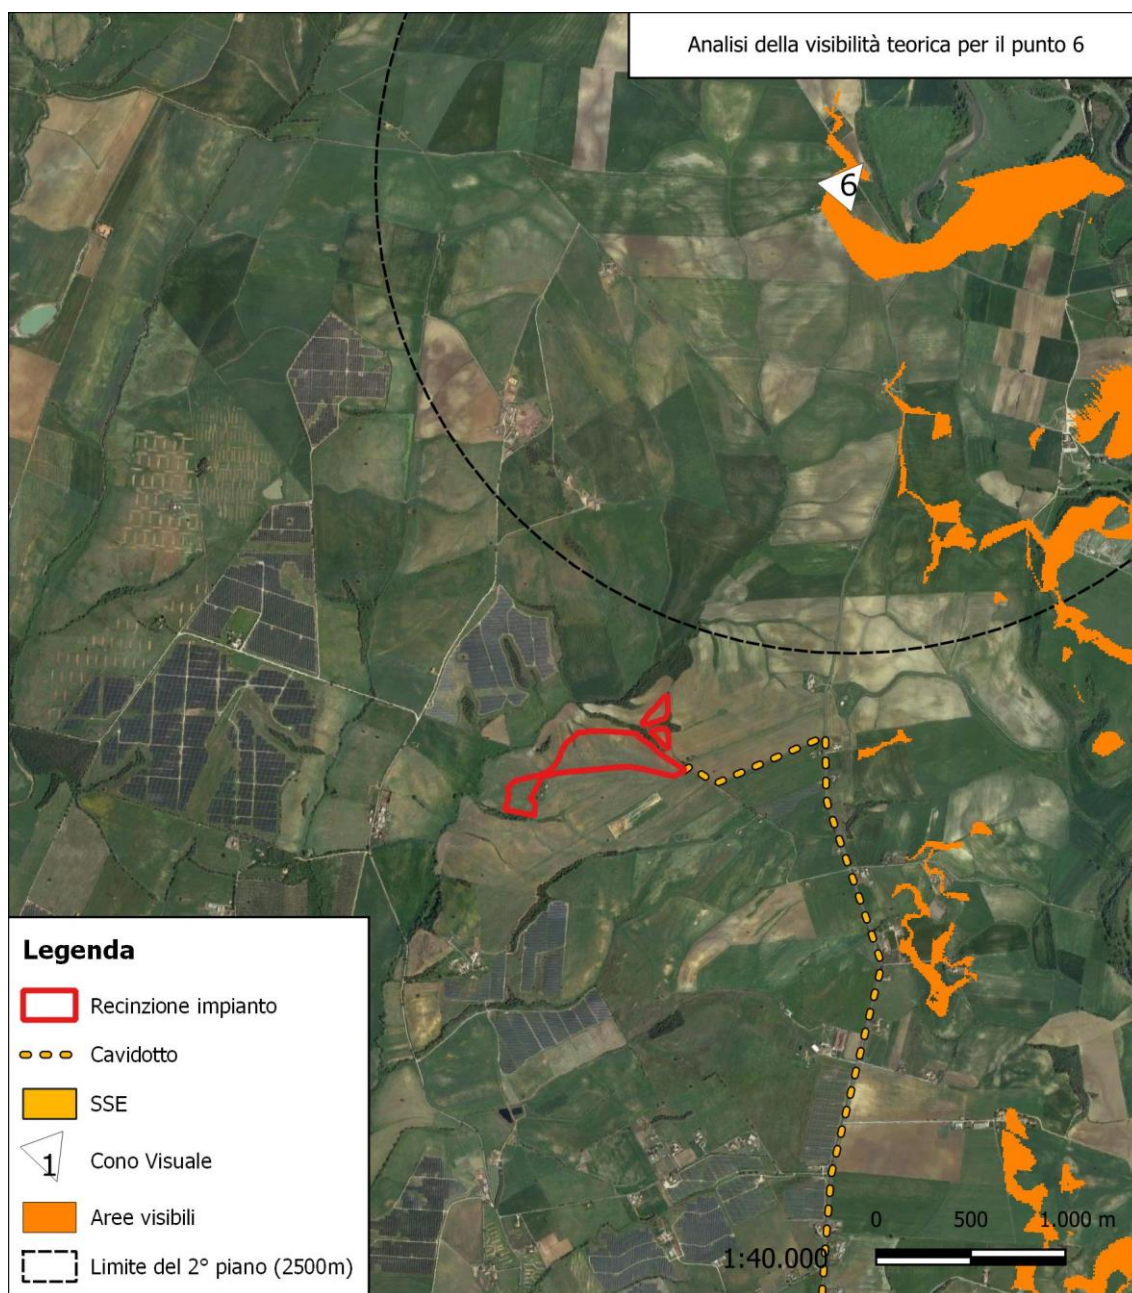 Analisi della visibilità teorica per il punto 6
6
Legenda
Recinzione impianto
Cavidotto
SSE
1
Cono Visuale
Aree visibili
Limite del 2° piano (2500m)
0 500 1.000 m
1:40.000